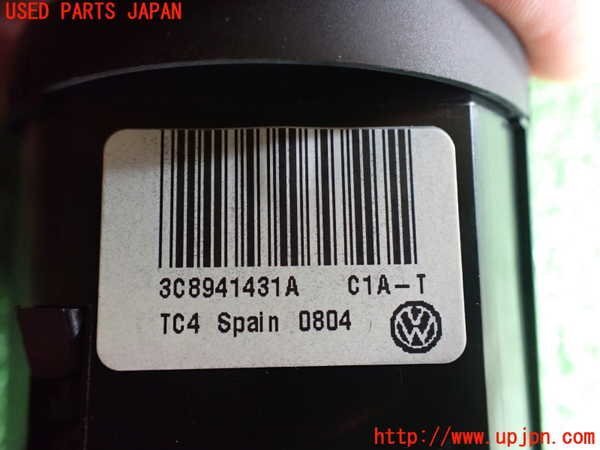 USED PARTS JAPAN
3C8941431A C1A-T
TC4 Spain 0804
http://www.upjpn.com/